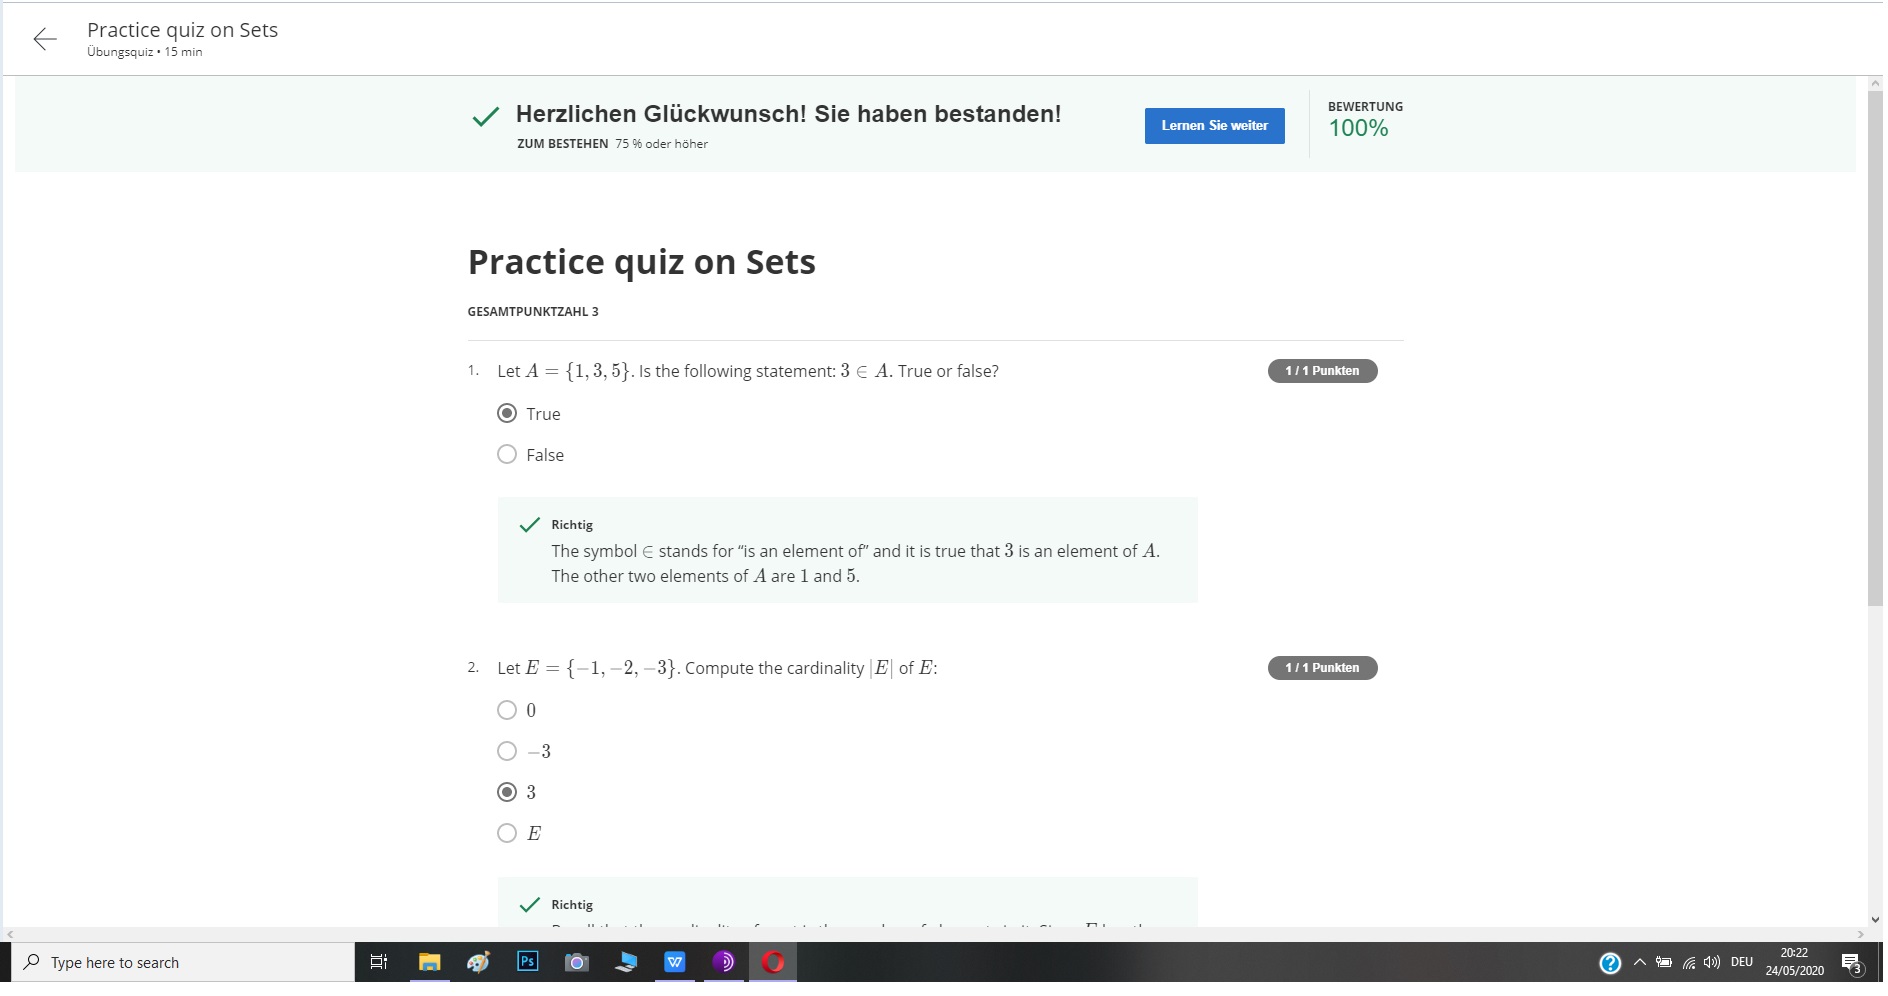 Practice quiz on Sets
Übungsquiz • 15 min
Herzlichen Glückwunsch! Sie haben bestanden!
ZUM BESTEHEN 75 % oder höher
Lernen Sie weiter
BEWERTUNG
100%
Practice quiz on Sets
GESAMTPUNKTZAHL 3
1. Let A = {1, 3, 5}. Is the following statement: 3 ∈ A. True or false?
1 / 1 Punkten
True
False
Richtig
The symbol ∈ stands for “is an element of” and it is true that 3 is an element of A.
The other two elements of A are 1 and 5.
2. Let E = {−1, −2, −3}. Compute the cardinality |E| of E:
1 / 1 Punkten
0
−3
3
E
Richtig
Type here to search
Ps
W
?
DEU
20:22
24/05/2020
3